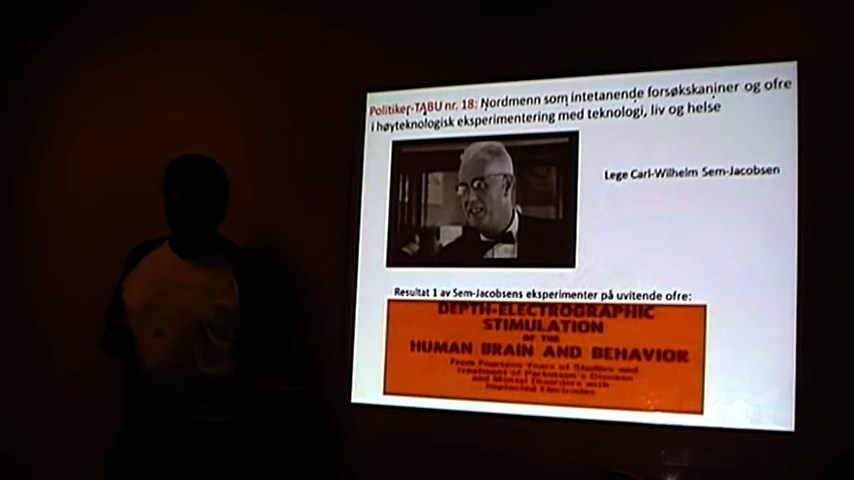 Politiker-TABU nr. 18: Nordmenn som intetanende forsøkskaniner og ofre
i høyteknologisk eksperimentering med teknologi, liv og helse
Lege Carl-Wilhelm Sem-Jacobsen
Resultat 1 av Sem-Jacobsens eksperimenter på uvitende ofre:
DEPTH-ELECTROGRAPHIC
STIMULATION
OF THE
HUMAN BRAIN AND BEHAVIOR
From Fourteen Years of Studies and
Treatment of Parkinson's Disease
and Mental Disorders with
Implanted Electrodes